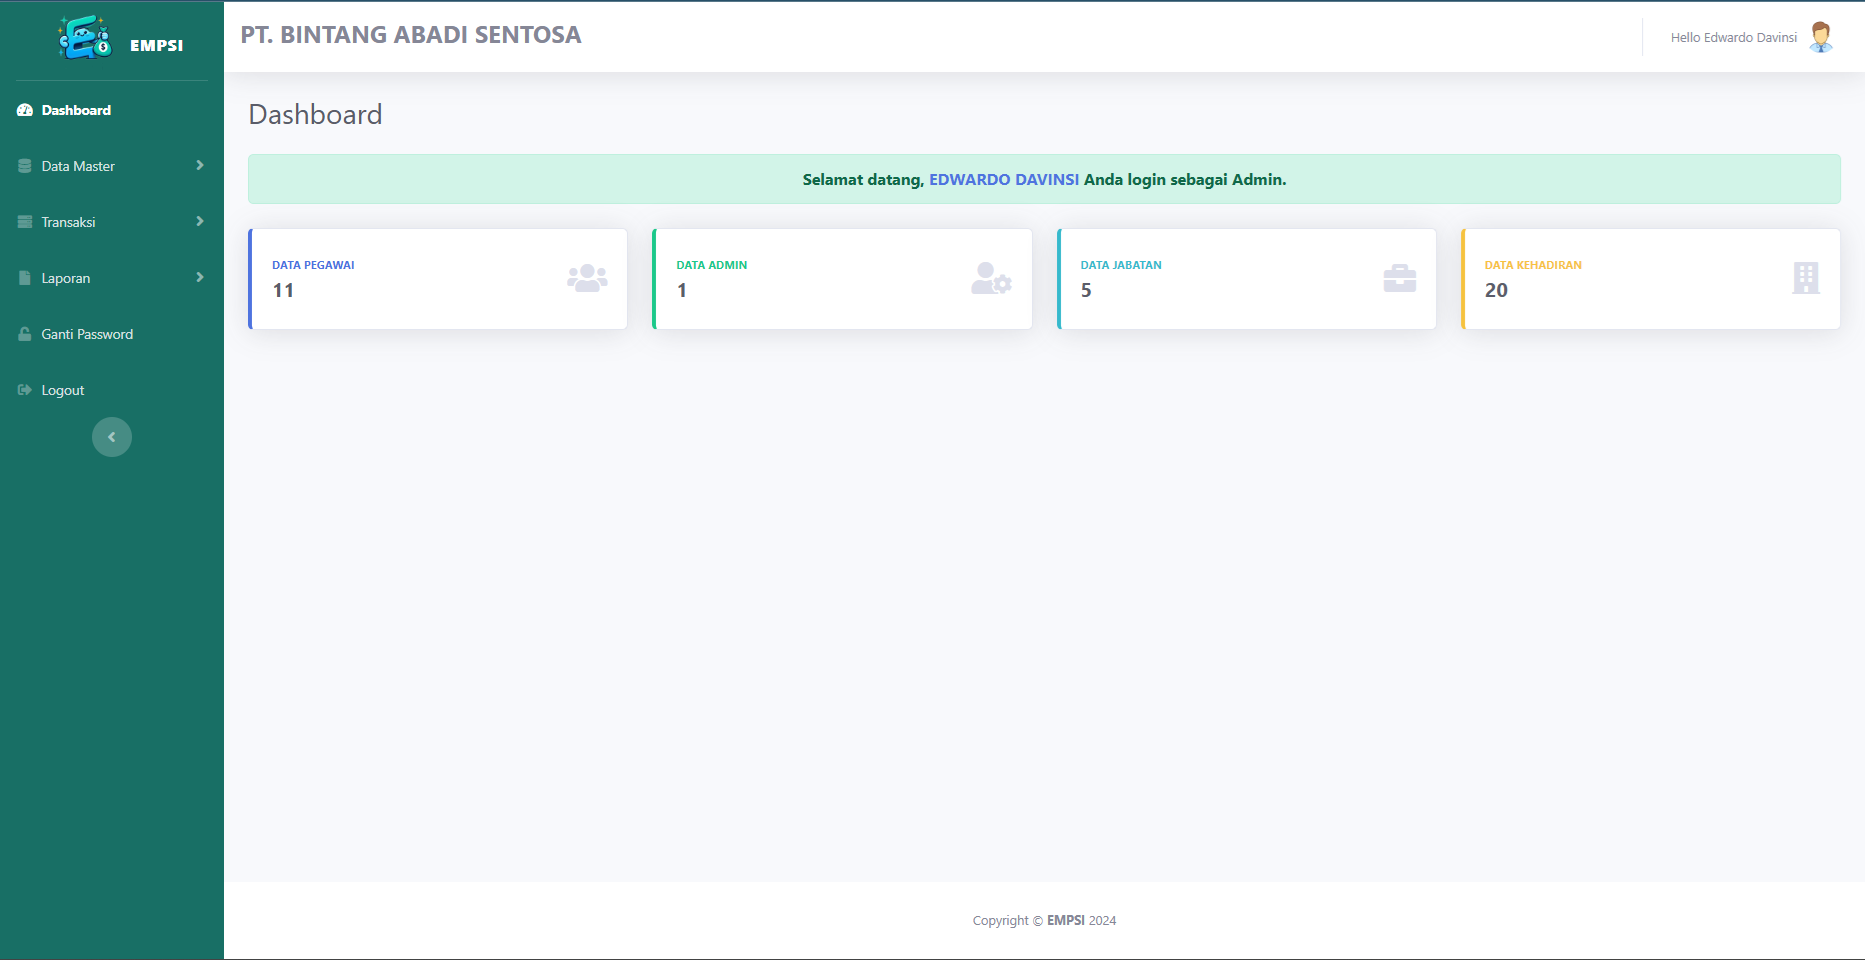 EMPSI
Dashboard
Data Master
Transaksi
Laporan
Ganti Password
Logout
PT. BINTANG ABADI SENTOSA
Hello Edwardo Davinsi
Dashboard
Selamat datang, EDWARDO DAVINSI Anda login sebagai Admin.
DATA PEGAWAI
11
DATA ADMIN
1
DATA JABATAN
5
DATA KEHADIRAN
20
Copyright © EMPSI 2024